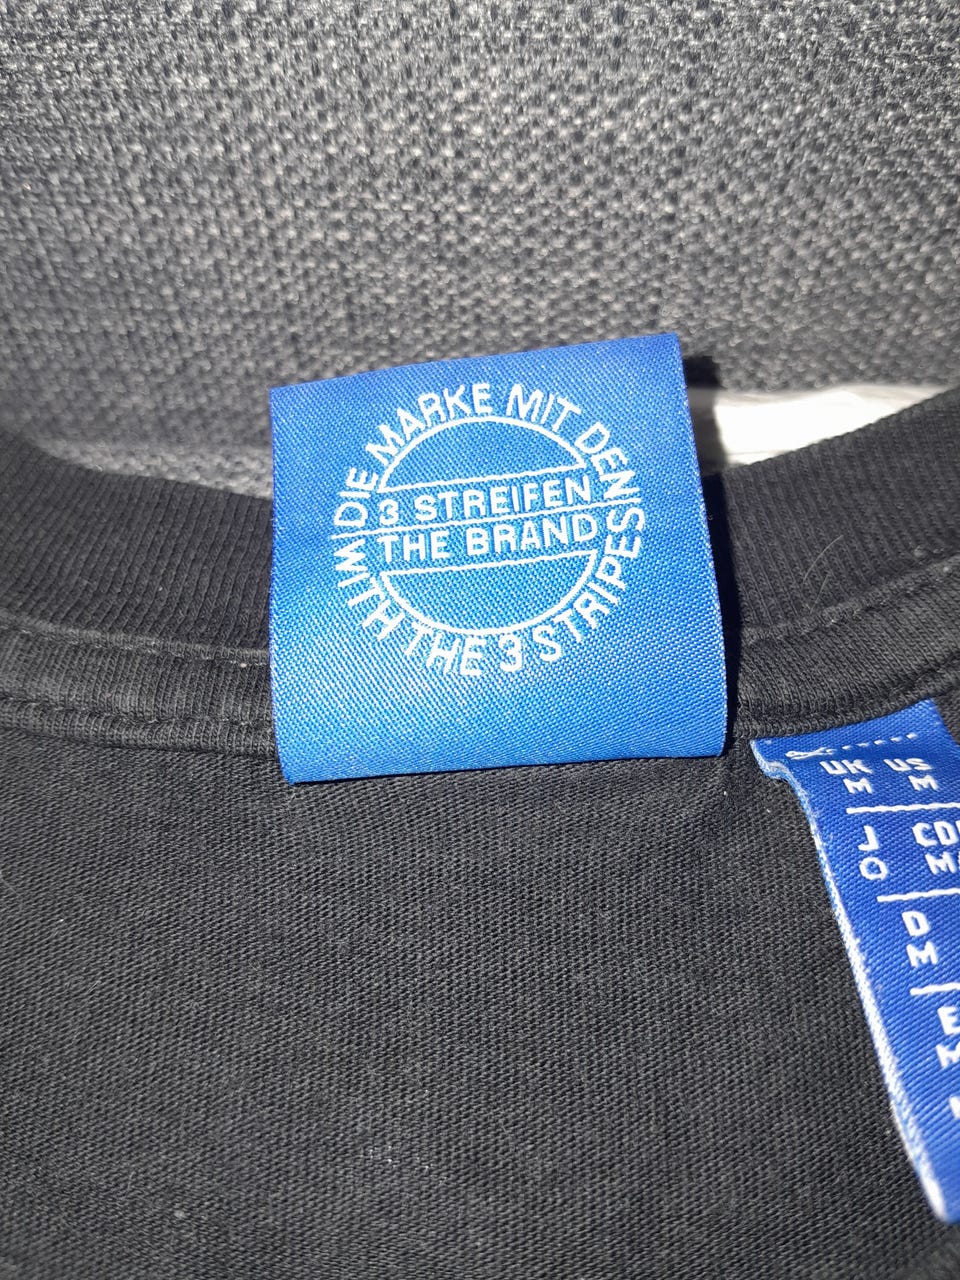 DIE MARKE MIT DEN
3 STREIFEN
THE BRAND
WITH THE 3 STRIPES
UK US
M M
J
O
D
M
M